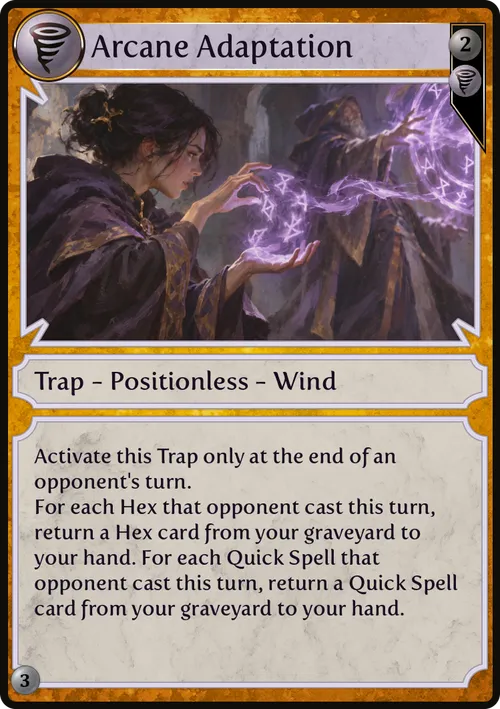 Arcane Adaptation
2
Trap - Positionless - Wind
Activate this Trap only at the end of an
opponent's turn.
For each Hex that opponent cast this turn,
return a Hex card from your graveyard to
your hand. For each Quick Spell that
opponent cast this turn, return a Quick Spell
card from your graveyard to your hand.
3